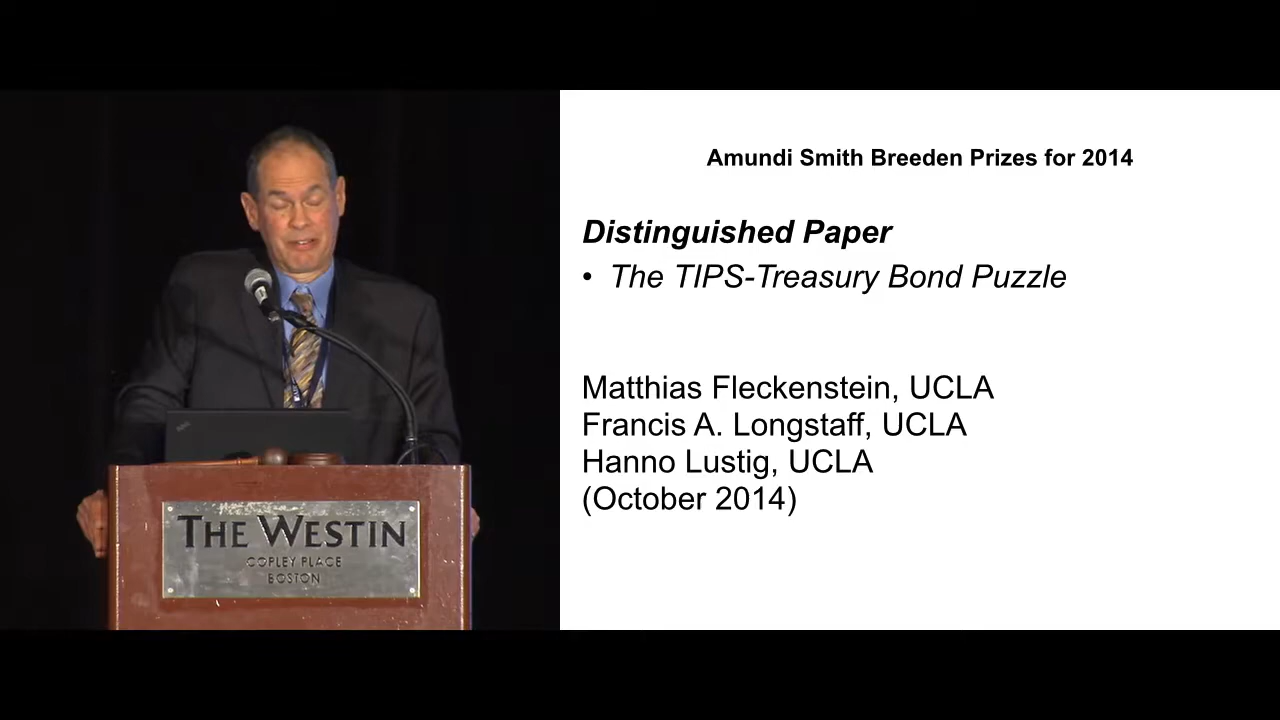 Amundi Smith Breeden Prizes for 2014
Distinguished Paper
• The TIPS-Treasury Bond Puzzle
Matthias Fleckenstein, UCLA
Francis A. Longstaff, UCLA
Hanno Lustig, UCLA
(October 2014)
THE WESTIN
COPLEY PLACE
BOSTON